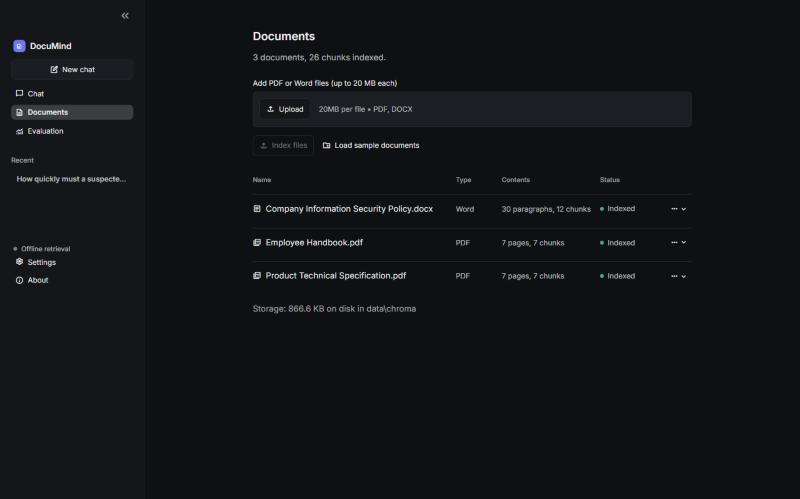 DocuMind
New chat
Chat
Documents
Evaluation
Recent
How quickly must a suspecte...
Offline retrieval
Settings
About
Documents
3 documents, 26 chunks indexed.
Add PDF or Word files (up to 20 MB each)
Upload 20MB per file • PDF, DOCX
Index files Load sample documents
Name Type Contents Status
Company Information Security Policy.docx Word 30 paragraphs, 12 chunks Indexed
Employee Handbook.pdf PDF 7 pages, 7 chunks Indexed
Product Technical Specification.pdf PDF 7 pages, 7 chunks Indexed
Storage: 866.6 KB on disk in data\chroma